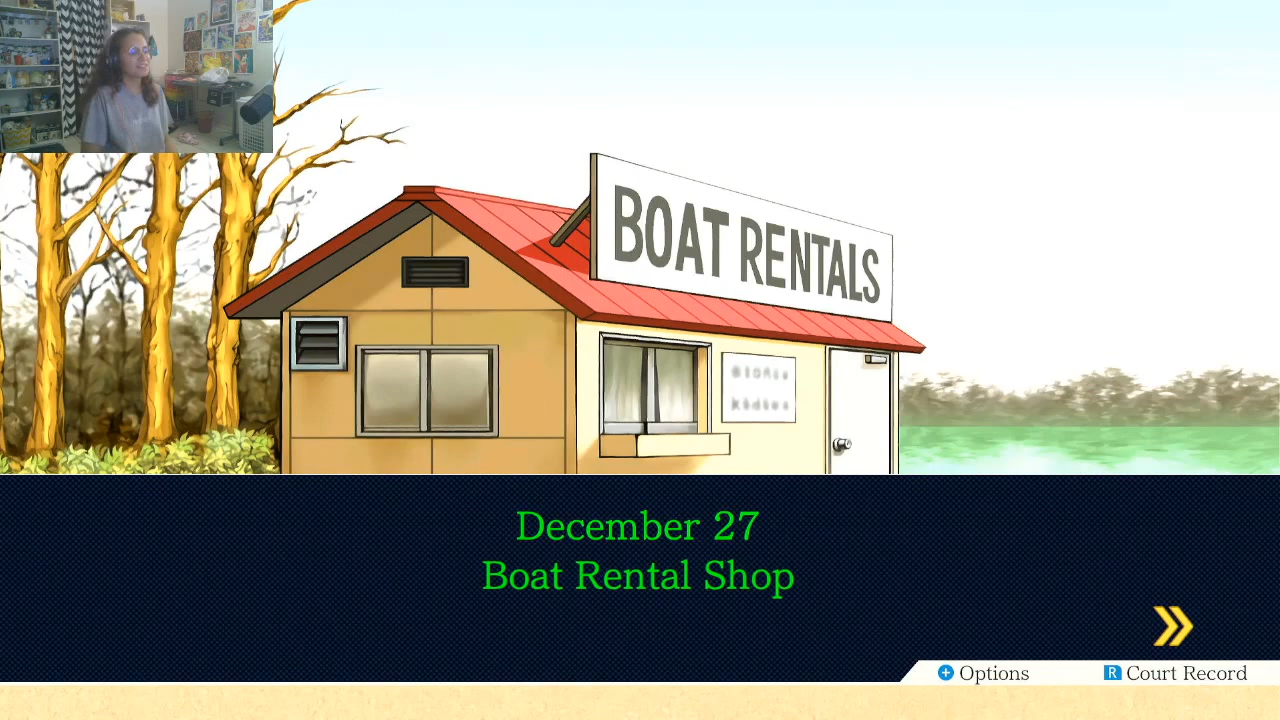 BOAT RENTALS
December 27
Boat Rental Shop
Options
R Court Record